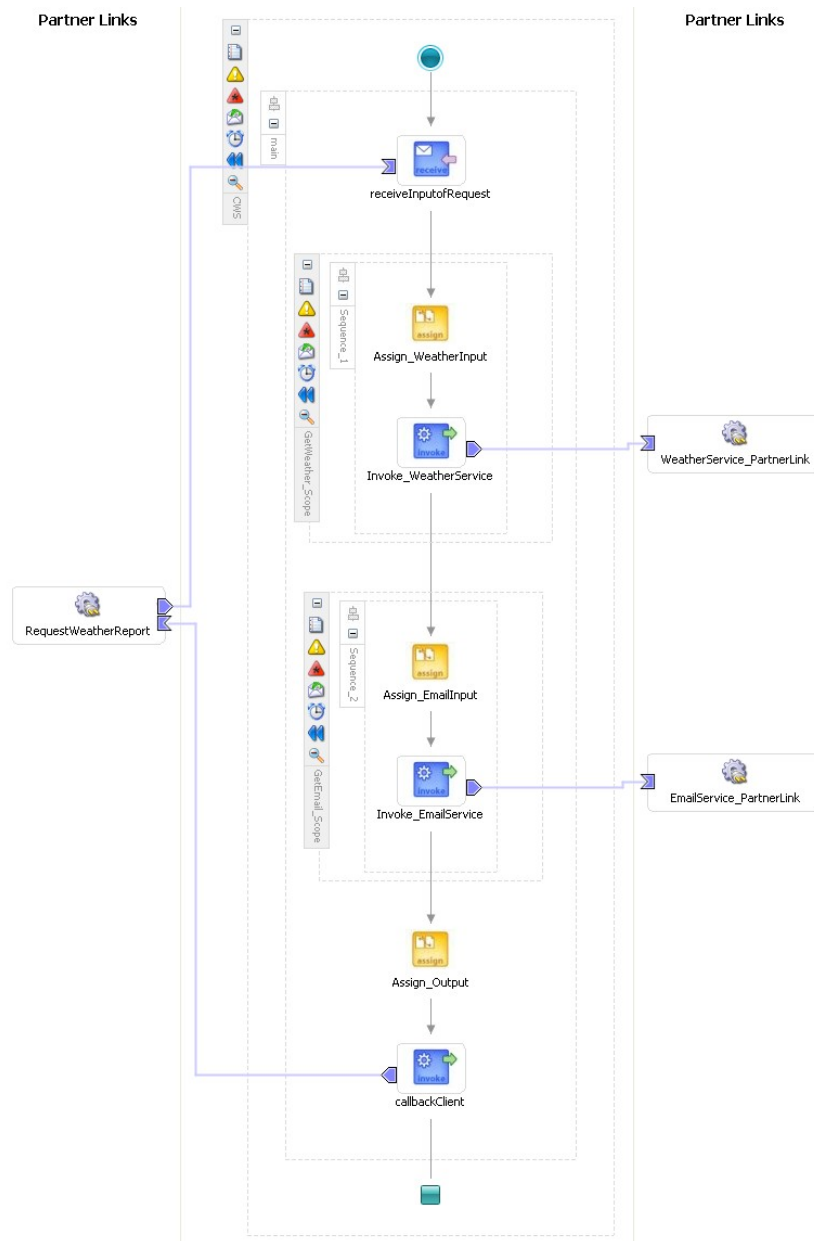 Partner Links
Partner Links
CWS
main
receive
receiveInputofRequest
GetWeather_Scope
Sequence_1
assign
Assign_WeatherInput
invoke
Invoke_WeatherService
WeatherService_PartnerLink
RequestWeatherReport
GetEmail_Scope
Sequence_2
assign
Assign_EmailInput
invoke
Invoke_EmailService
EmailService_PartnerLink
assign
Assign_Output
invoke
callbackClient